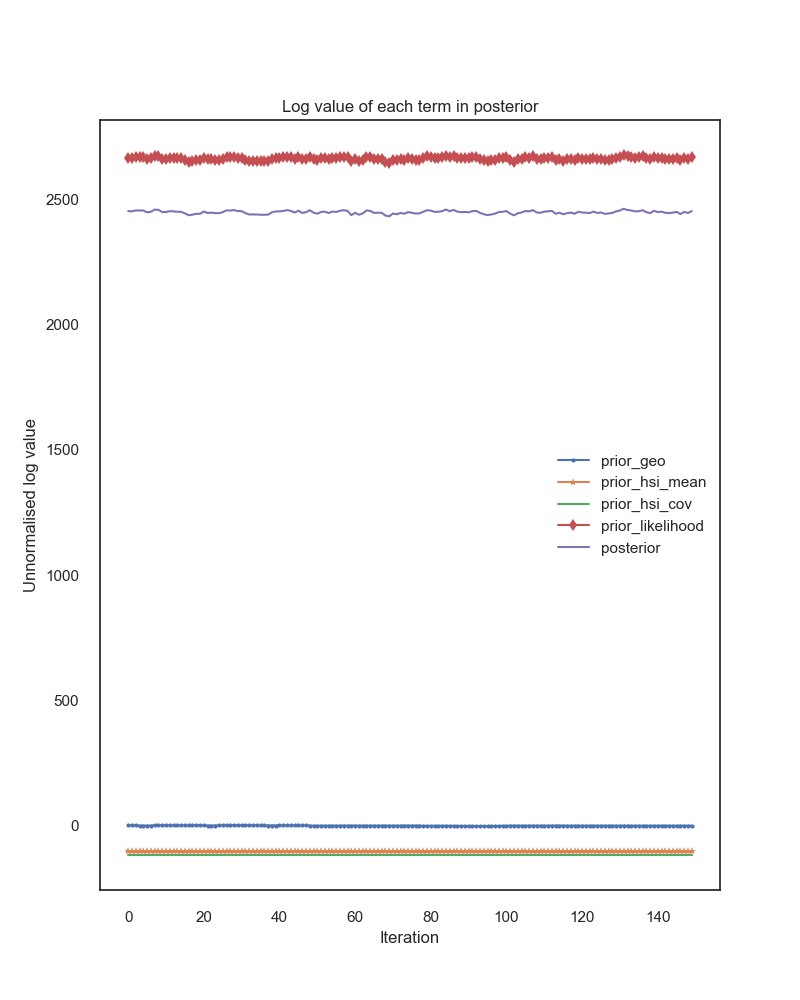 Log value of each term in posterior
Unnormalised log value
2500
2000
1500
1000
500
0
prior_geo
prior_hsi_mean
prior_hsi_cov
prior_likelihood
posterior
0 20 40 60 80 100 120 140
Iteration